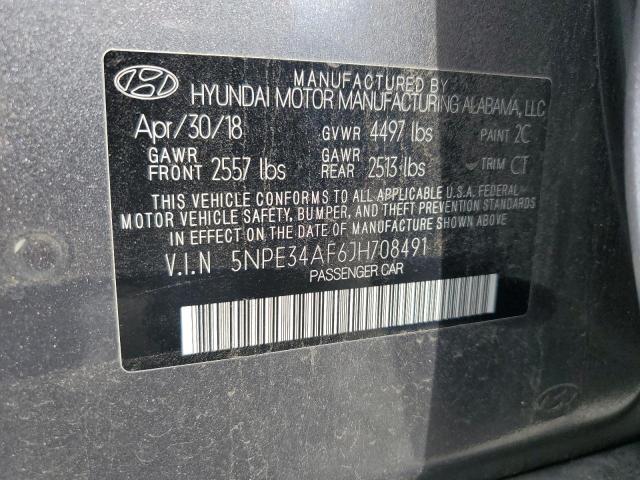 MANUFACTURED BY
HYUNDAI MOTOR MANUFACTURING ALABAMA, LLC
Apr/30/18 GVWR 4497 lbs PAINT 2C
GAWR FRONT 2557 lbs GAWR REAR 2513 lbs TRIM CT
THIS VEHICLE CONFORMS TO ALL APPLICABLE U.S.A. FEDERAL
MOTOR VEHICLE SAFETY, BUMPER, AND THEFT PREVENTION STANDARDS
IN EFFECT ON THE DATE OF MANUFACTURE SHOWN ABOVE.
V.I.N 5NPE34AF6JH708491
PASSENGER CAR